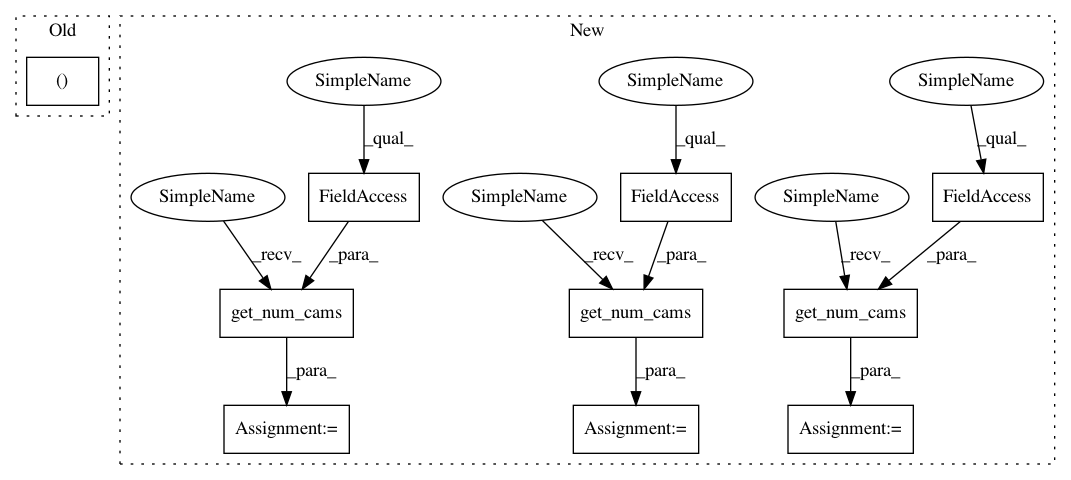 Old
New
()
SimpleName
SimpleName
SimpleName
_qual_
_qual_
_qual_
SimpleName
FieldAccess
SimpleName
FieldAccess
SimpleName
FieldAccess
_recv_
_para_
_recv_
_para_
_recv_
_para_
get_num_cams
get_num_cams
get_num_cams
_para_
_para_
_para_
Assignment:=
Assignment:=
Assignment:=